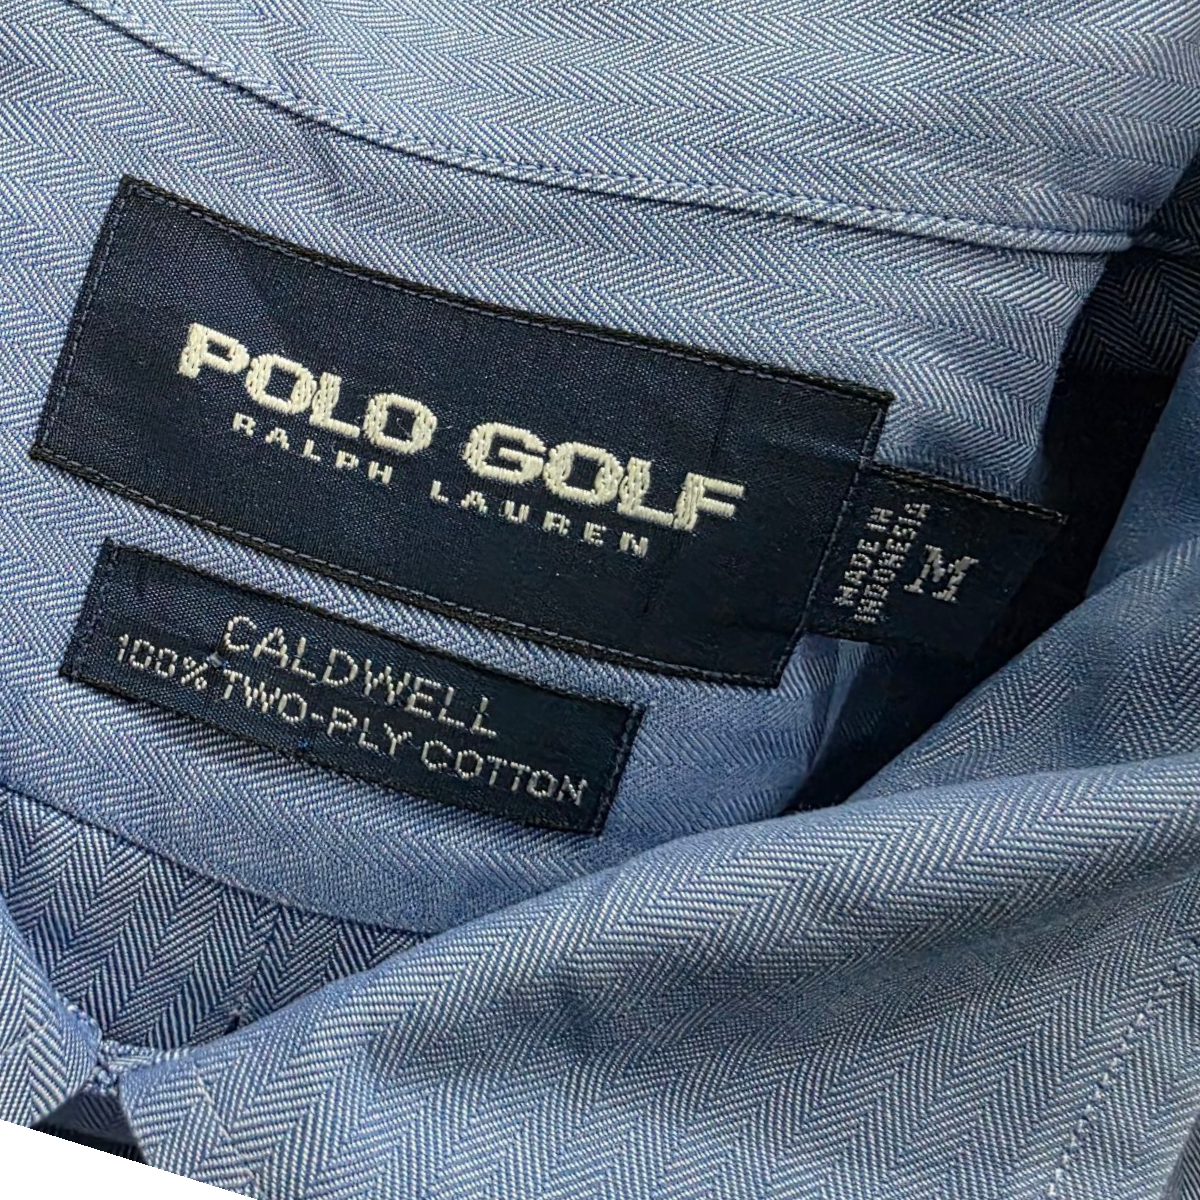 POLO GOLF
RALPH LAUREN
MADE IN
INDONESIA
M
CALDWELL
100% TWO-PLY COTTON